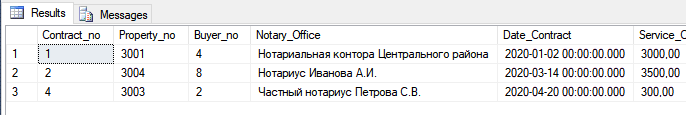 Results Messages
Contract_no Property_no Buyer_no Notary_Office Date_Contract Service_C
1 1 3001 4 Нотариальная контора Центрального района 2020-01-02 00:00:00.000 3000,00
2 2 3004 8 Нотариус Иванова А.И. 2020-03-14 00:00:00.000 3500,00
3 4 3003 2 Частный нотариус Петрова С.В. 2020-04-20 00:00:00.000 300,00